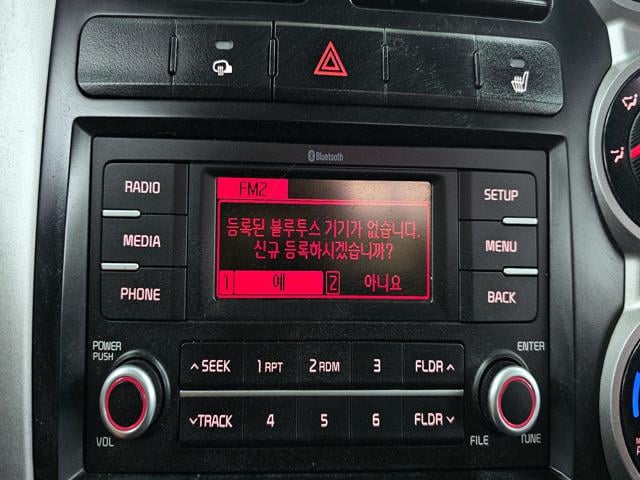 Bluetooth
RADIO
MEDIA
PHONE
FM2
등록된 블루투스 기기가 없습니다.
신규 등록하시겠습니까?
1 예 2 아니요
SETUP
MENU
BACK
POWER
PUSH
VOL
SEEK
1 RPT
2 RDM
3
FLDR
TRACK
4
5
6
FLDR
ENTER
FILE
TUNE